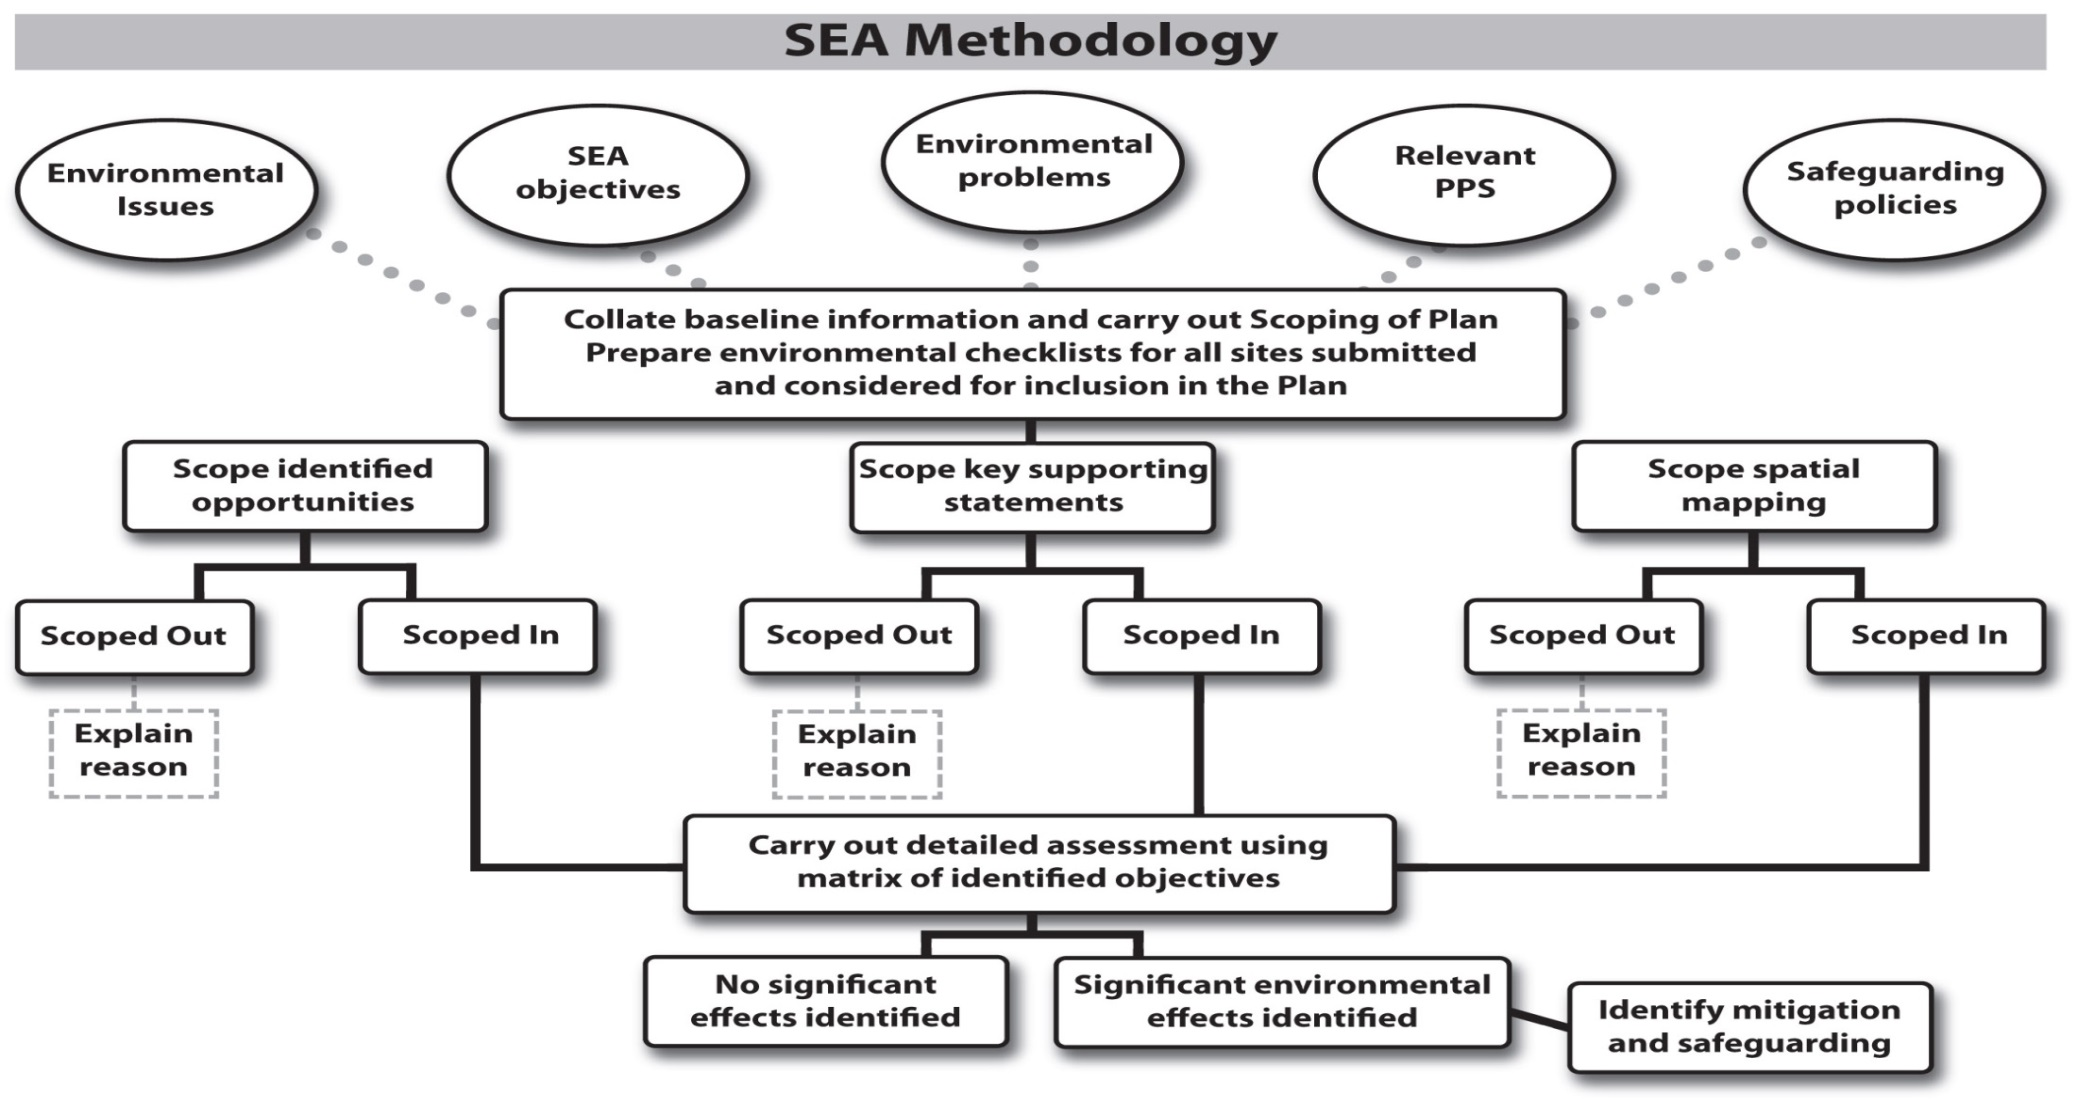 SEA Methodology
Environmental
Issues
SEA
objectives
Environmental
problems
Relevant
PPS
Safeguarding
policies
Collate baseline information and carry out Scoping of Plan
Prepare environmental checklists for all sites submitted
and considered for inclusion in the Plan
Scope identified
opportunities
Scope key supporting
statements
Scope spatial
mapping
Scoped Out
Scoped In
Scoped Out
Scoped In
Scoped Out
Scoped In
Explain
reason
Explain
reason
Explain
reason
Carry out detailed assessment using
matrix of identified objectives
No significant
effects identified
Significant environmental
effects identified
Identify mitigation
and safeguarding